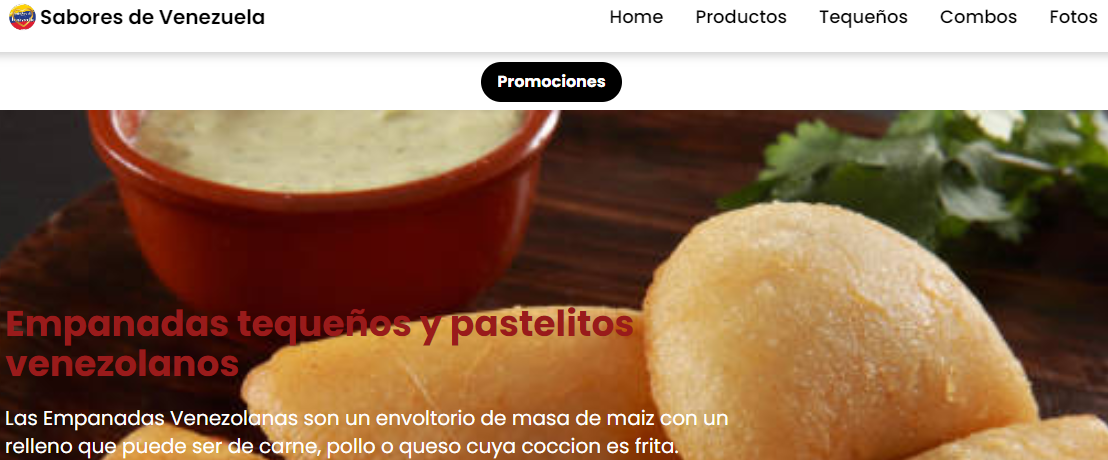 Sabores de Venezuela
Home Productos Tequeños Combos Fotos
Promociones
Empanadas tequeños y pastelitos
venezolanos
Las Empanadas Venezolanas son un envoltorio de masa de maiz con un
relleno que puede ser de carne, pollo o queso cuya coccion es frita.